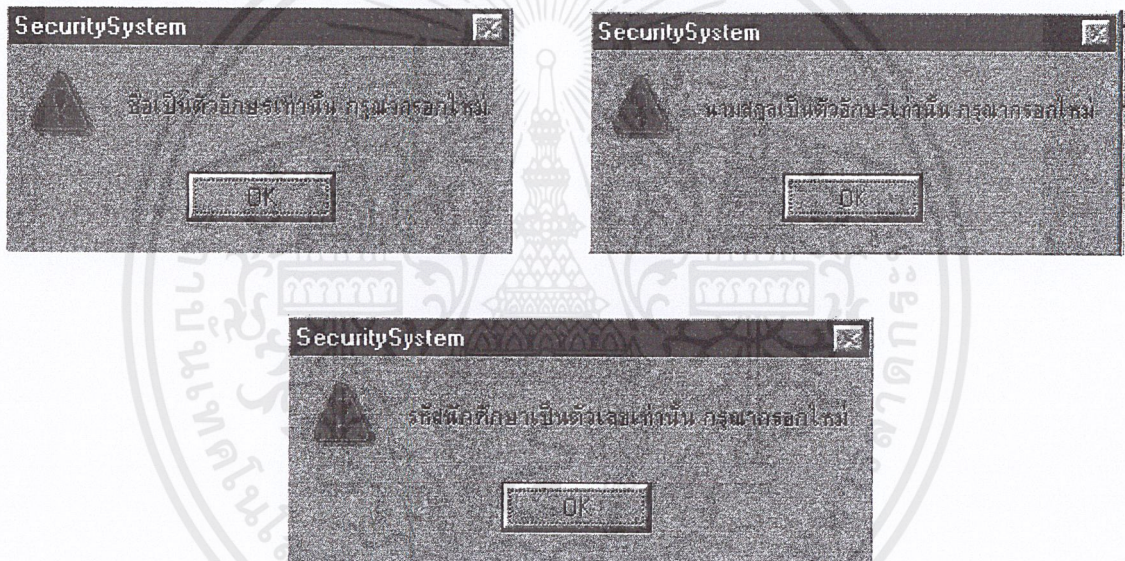 SecuritySystem
ชื่อเป็นตัวอักษรเท่านั้น กรุณากรอกใหม่
OK
SecuritySystem
นามสกุลเป็นตัวอักษรเท่านั้น กรุณากรอกใหม่
OK
SecuritySystem
รหัสนักศึกษาเป็นตัวเลขเท่านั้น กรุณากรอกใหม่
OK